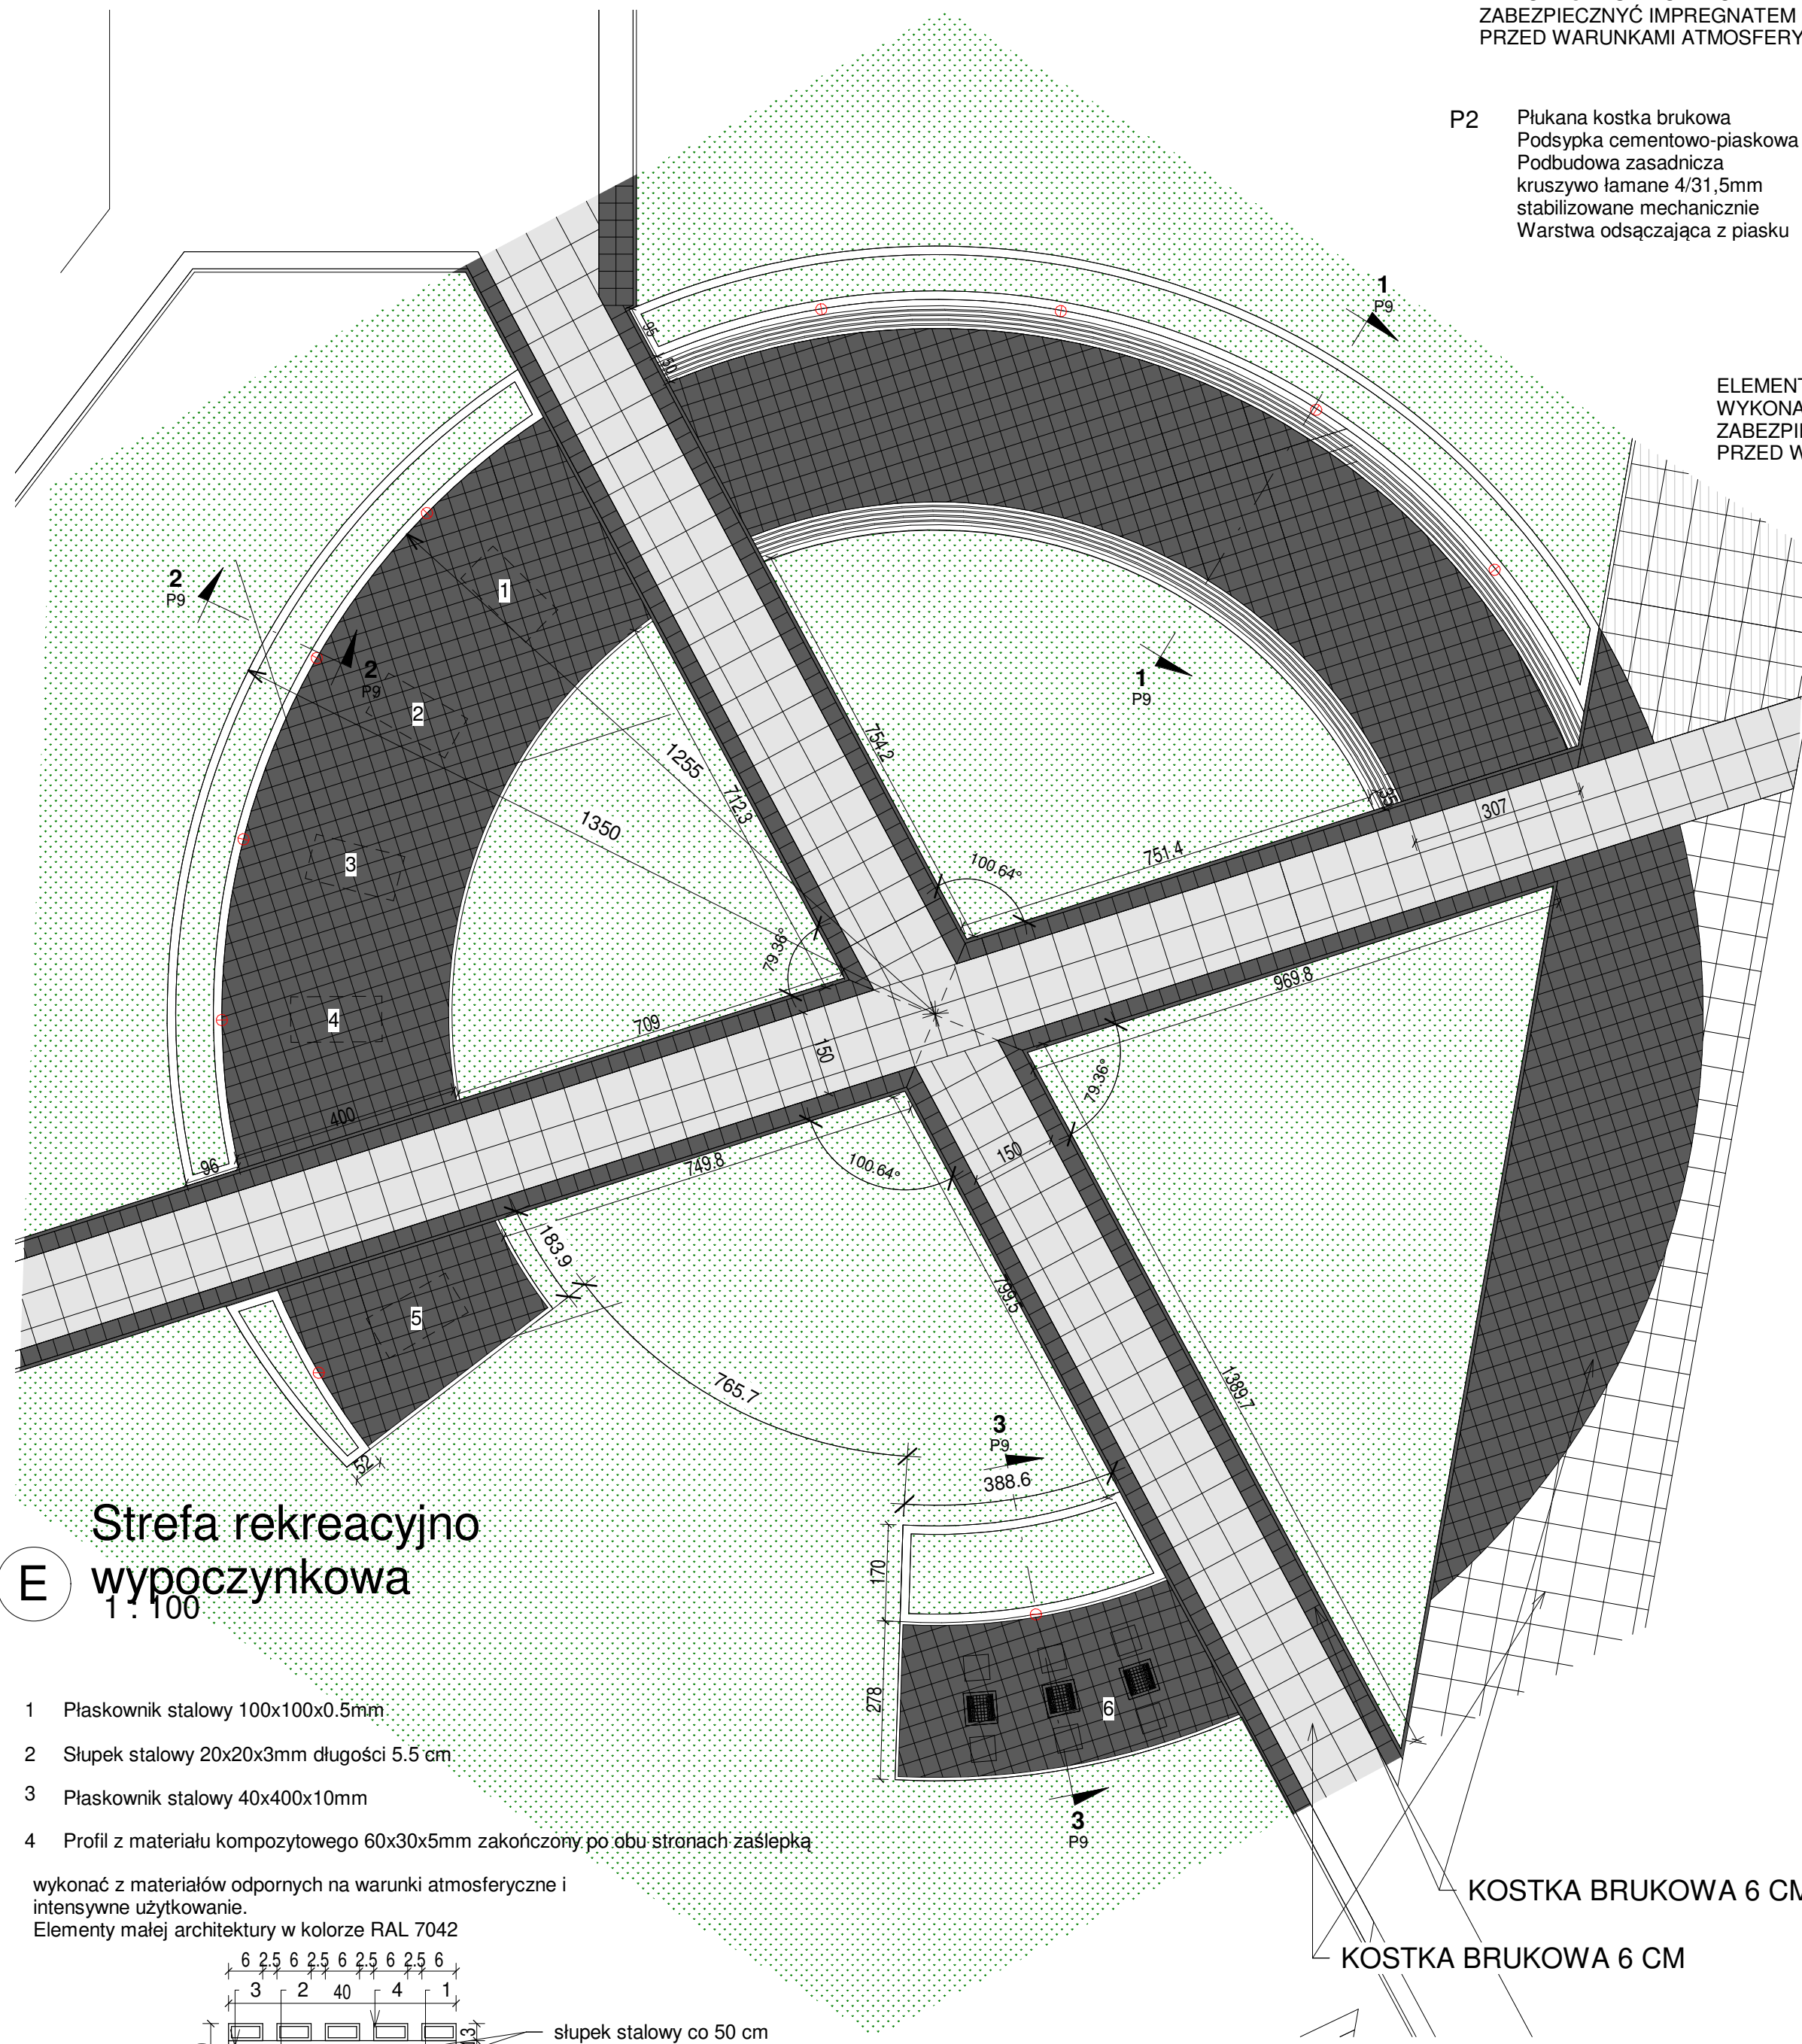 ZABEZPIECZNYĆ IMPREGNATEM
PRZED WARUNKAMI ATMOSFERY
P2
Płukana kostka brukowa
Podsypka cementowo-piaskowa
Podbudowa zasadnicza
kruszywo łamane 4/31,5mm
stabilizowane mechanicznie
Warstwa odsączająca z piasku
1
P9
ELEMENT
WYKONA
ZABEZPI
PRZED W
95
50
2
P9
1
2
P9
2
1
P9
3
4
1255
1350
712.3
754.2
100.64°
751.4
35
307
79.36°
709
150
969.8
79.36°
400
96
749.8
100.64°
150
183.9
5
799.5
765.7
1389.7
52
3
P9
388.6
170
278
6
3
P9
Strefa rekreacyjno
wypoczynkowa
E
1 : 100
1 Płaskownik stalowy 100x100x0.5mm
2 Słupek stalowy 20x20x3mm długości 5.5 cm
3 Płaskownik stalowy 40x400x10mm
4 Profil z materiału kompozytowego 60x30x5mm zakończony po obu stronach zaślepką
wykonać z materiałów odpornych na warunki atmosferyczne i
intensywne użytkowanie.
Elementy małej architektury w kolorze RAL 7042
KOSTKA BRUKOWA 6 CM
KOSTKA BRUKOWA 6 CM
6 2.5 6 2.5 6 2.5 6 2.5 6
3 2 40 4 1
3
słupek stalowy co 50 cm